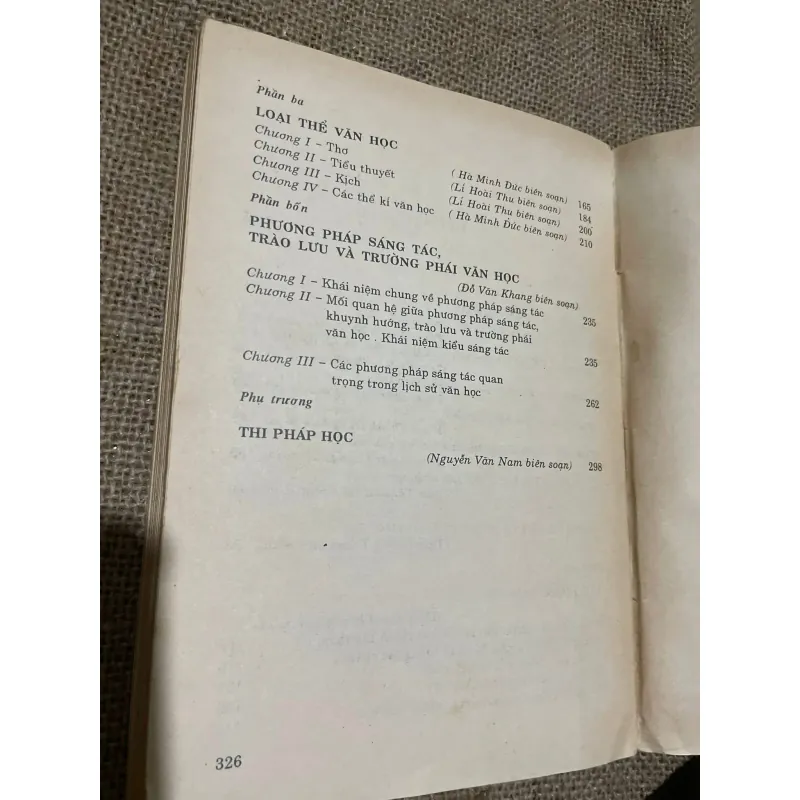 Phần ba
LOẠI THỂ VĂN HỌC
Chương I – Thơ ( Hà Minh Đức biên soạn) 165
Chương II – Tiểu thuyết (Lí Hoài Thu biên soạn) 184
Chương III – Kịch (Lí Hoài Thu biên soạn) 200
Chương IV – Các thể kí văn học ( Hà Minh Đức biên soạn) 210
Phần bốn
PHƯƠNG PHÁP SÁNG TÁC,
TRÀO LƯU VÀ TRƯỜNG PHÁI VĂN HỌC
(Đỗ Văn Khang biên soạn)
Chương I – Khái niệm chung về phương pháp sáng tác 235
Chương II – Mối quan hệ giữa phương pháp sáng tác,
khuynh hướng, trào lưu và trường phái
văn học . Khái niệm kiểu sáng tác 235
Chương III – Các phương pháp sáng tác quan
trọng trong lịch sử văn học 262
Phụ trương
THI PHÁP HỌC
(Nguyễn Văn Nam biên soạn) 298
326